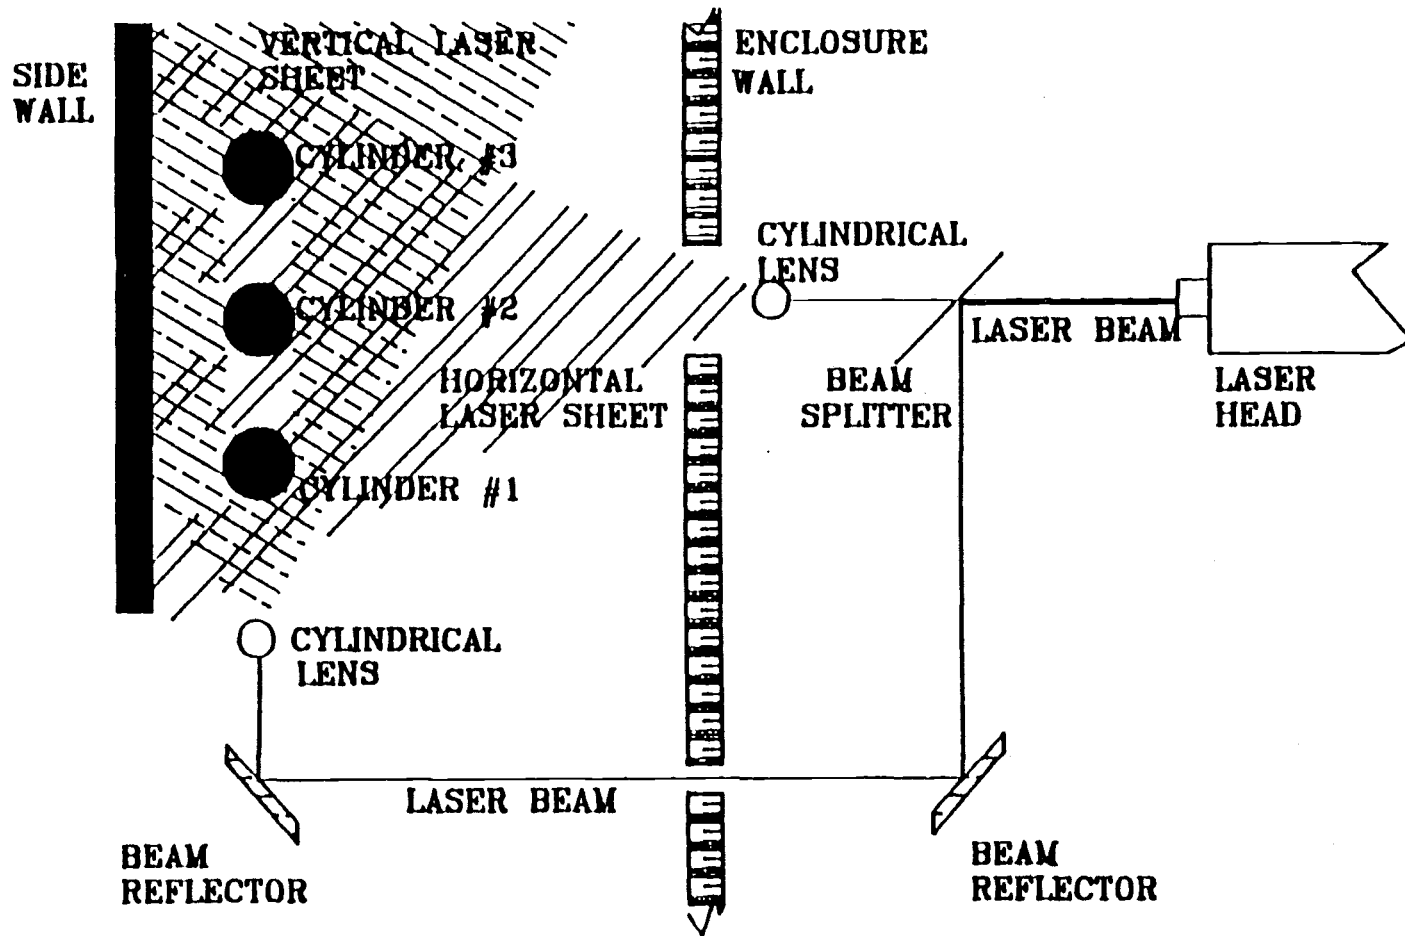 VERTICAL LASER
SHEET
SIDE
WALL
ENCLOSURE
WALL
CYLINDER #3
CYLINDRICAL
LENS
CYLINDER #2
LASER BEAM
HORIZONTAL
LASER SHEET
BEAM
SPLITTER
LASER
HEAD
CYLINDER #1
CYLINDRICAL
LENS
LASER BEAM
BEAM
REFLECTOR
BEAM
REFLECTOR